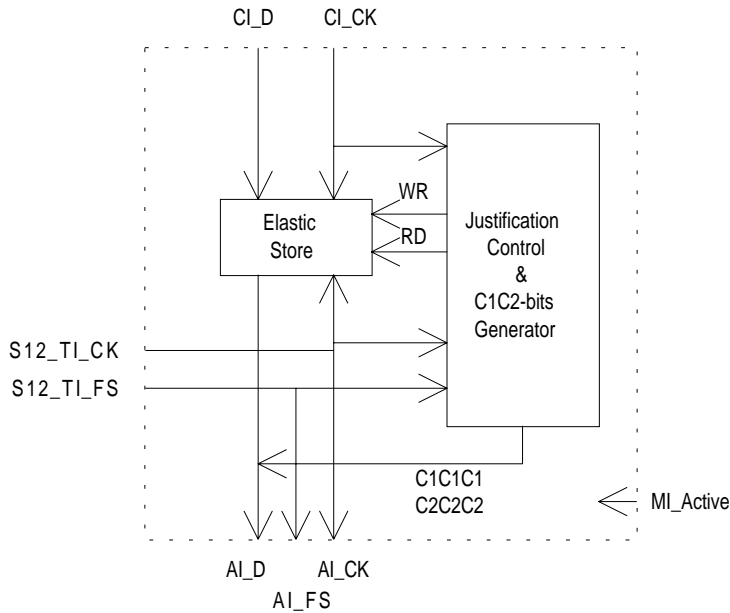 CI_D
CI_CK
WR
RD
Elastic
Store
Justification
Control
&
C1C2-bits
Generator
S12_TI_CK
S12_TI_FS
C1C1C1
C2C2C2
MI_Active
AI_D
AI_CK
AI_FS